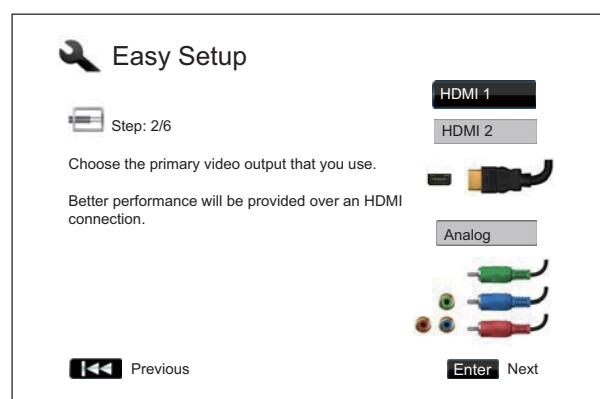 Easy Setup
HDMI 1
Step: 2/6
HDMI 2
Choose the primary video output that you use.
Better performance will be provided over an HDMI
connection.
Analog
Previous
Enter Next